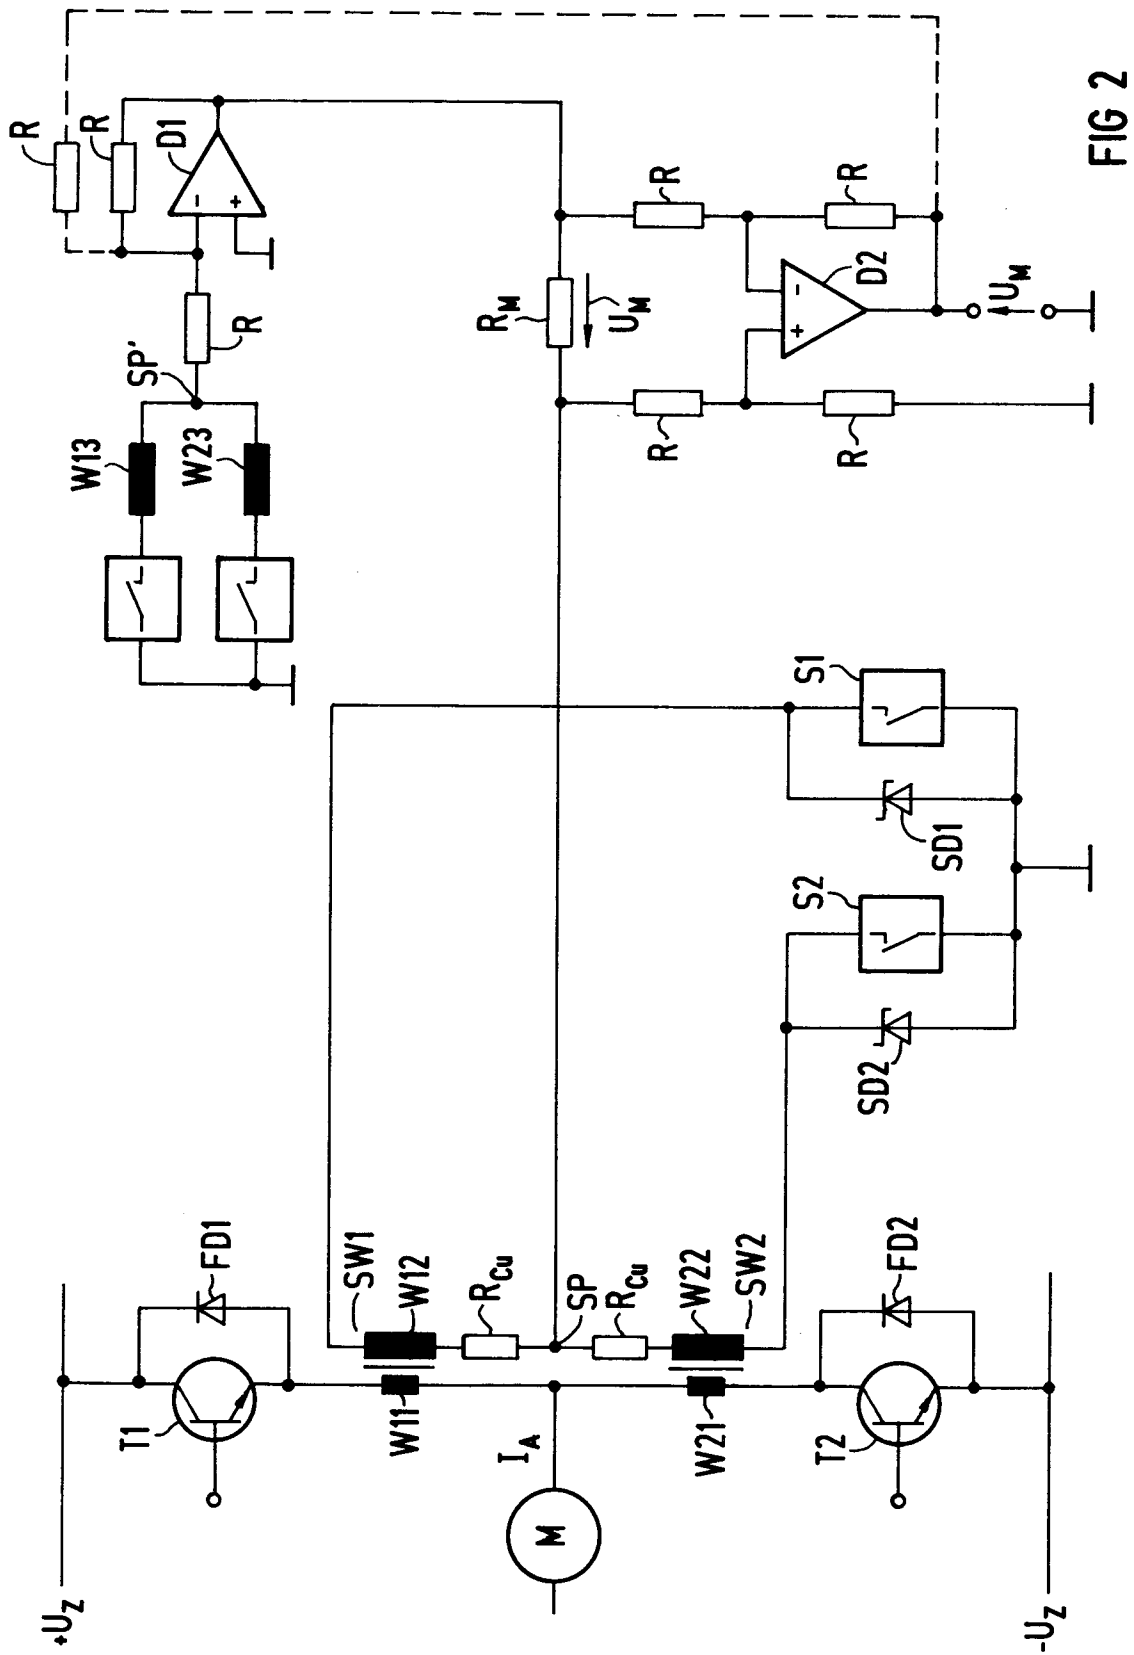 +U_Z
T1
FD1
SW1
W11
W12
R_Cu
I_A
M
SP
R_Cu
W21
W22
SW2
T2
FD2
-U_Z
S1
SD1
S2
SD2
W13
W23
SP'
R
R
R
D1
-
+
R_M
U_M
R
R
R
R
+
-
D2
U_M
FIG 2